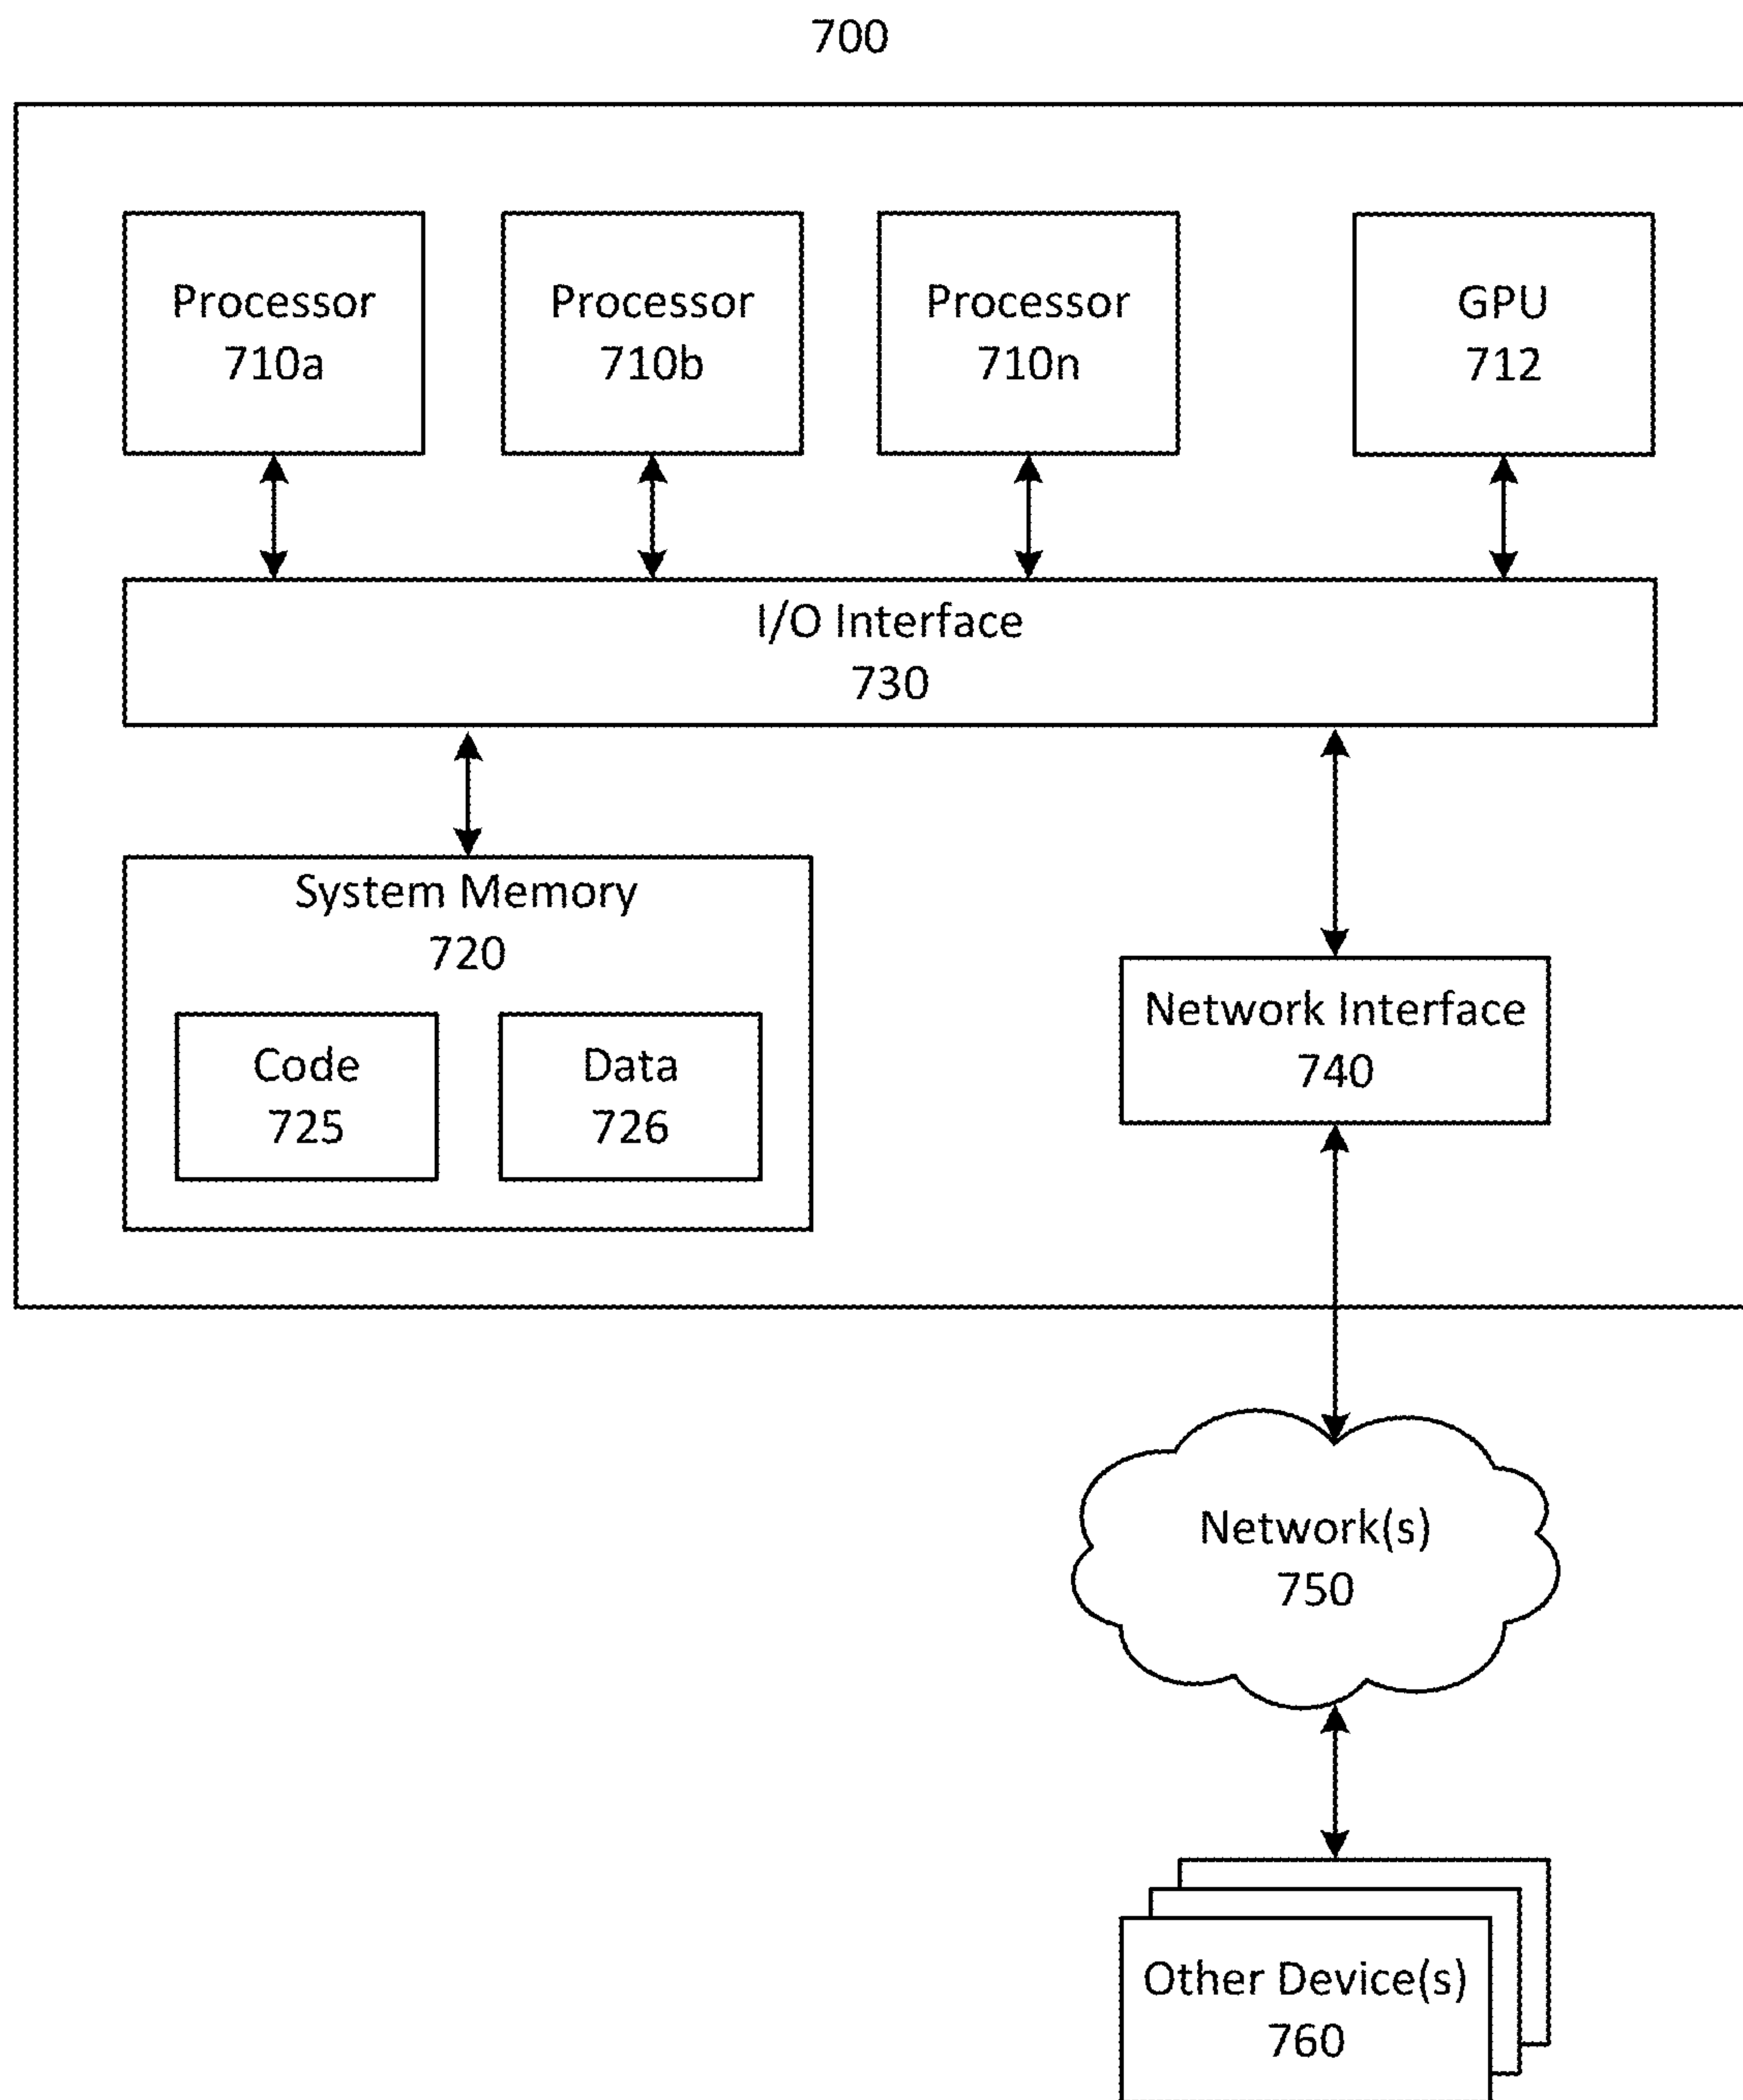 700
Processor
710a
Processor
710b
Processor
710n
GPU
712
I/O Interface
730
System Memory
720
Code
725
Data
726
Network Interface
740
Network(s)
750
Other Device(s)
760